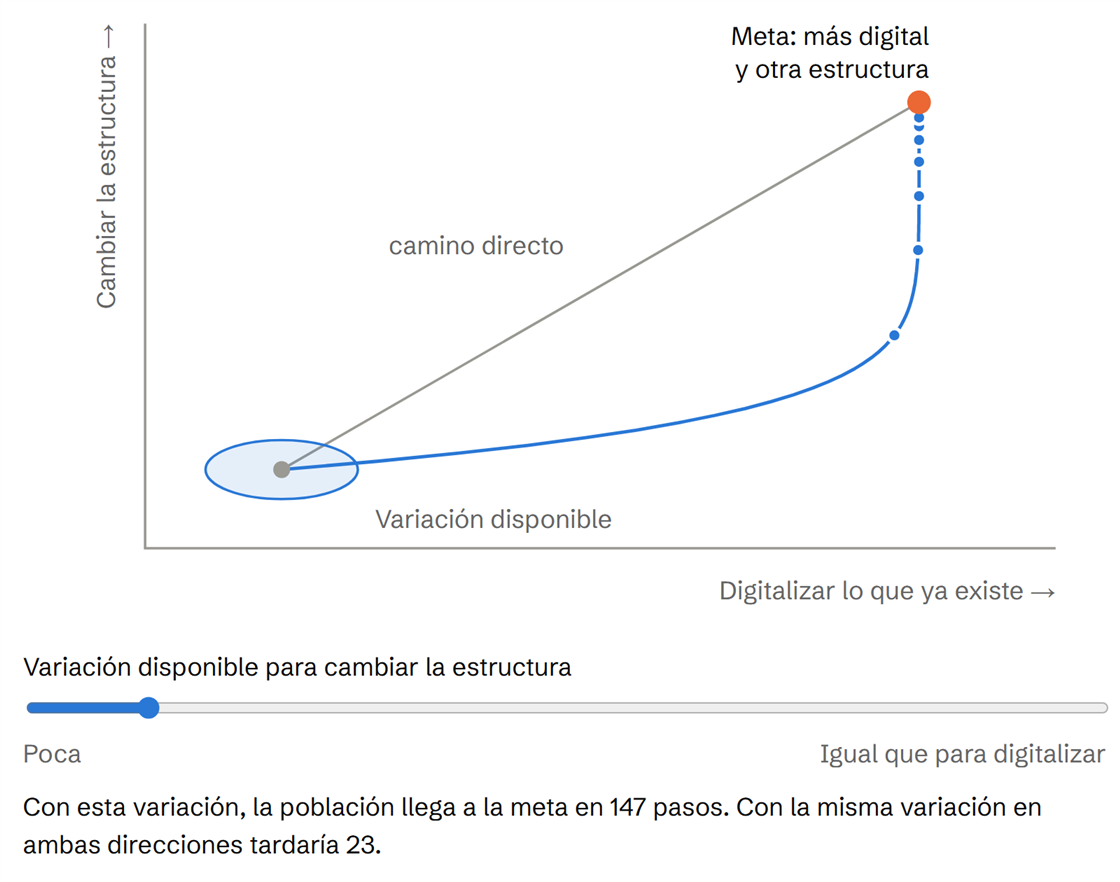 Cambiar la estructura →
Meta: más digital
y otra estructura
camino directo
Variación disponible
Digitalizar lo que ya existe →
Variación disponible para cambiar la estructura
Poca
Igual que para digitalizar
Con esta variación, la población llega a la meta en 147 pasos. Con la misma variación en
ambas direcciones tardaría 23.